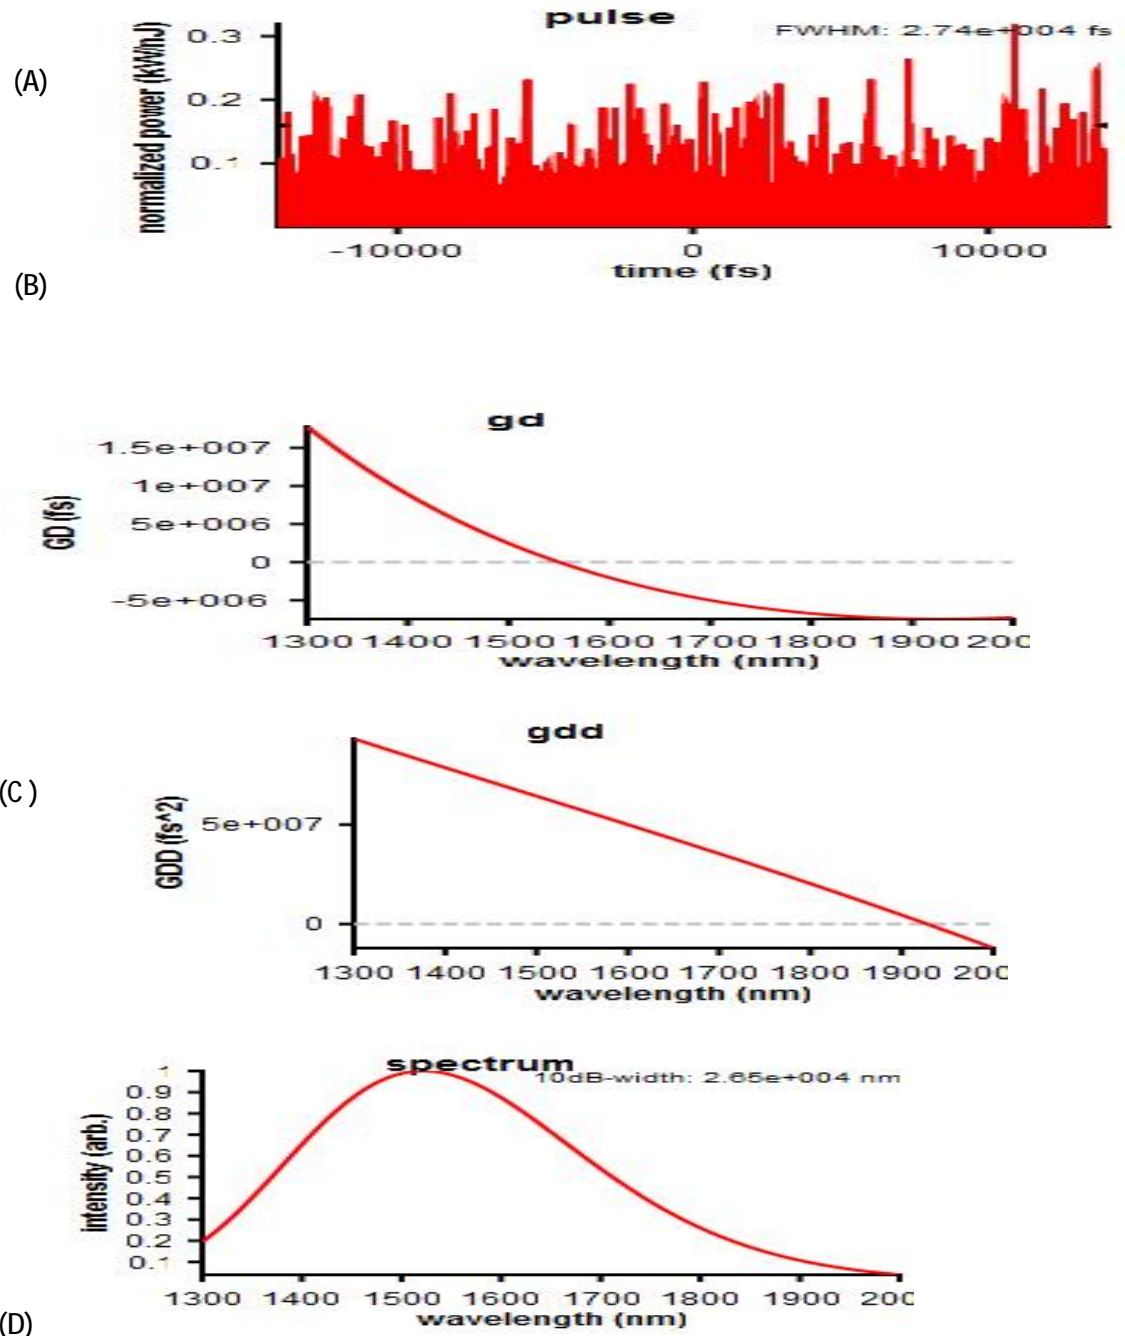 pulse
FWHM: 2.74e+004 fs
(A)
normalized power (kW/nJ)
0.3
0.2
0.1
-10000 0 10000
time (fs)
(B)
gd
GD (fs)
1.5e+007
1e+007
5e+006
0
-5e+006
1300 1400 1500 1600 1700 1800 1900 200
wavelength (nm)
gdd
(C )
GDD (fs^2)
5e+007
0
1300 1400 1500 1600 1700 1800 1900 200
wavelength (nm)
spectrum
10dB-width: 2.65e+004 nm
intensity (arb.)
1
0.9
0.8
0.7
0.6
0.5
0.4
0.3
0.2
0.1
1300 1400 1500 1600 1700 1800 1900 200
wavelength (nm)
(D)